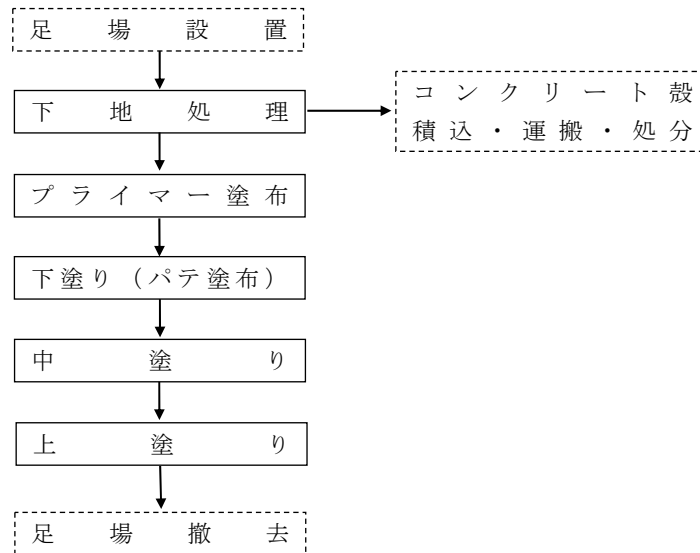 足場設置
下地処理
コンクリート殻
積込・運搬・処分
プライマー塗布
下塗り（パテ塗布）
中塗り
上塗り
足場撤去